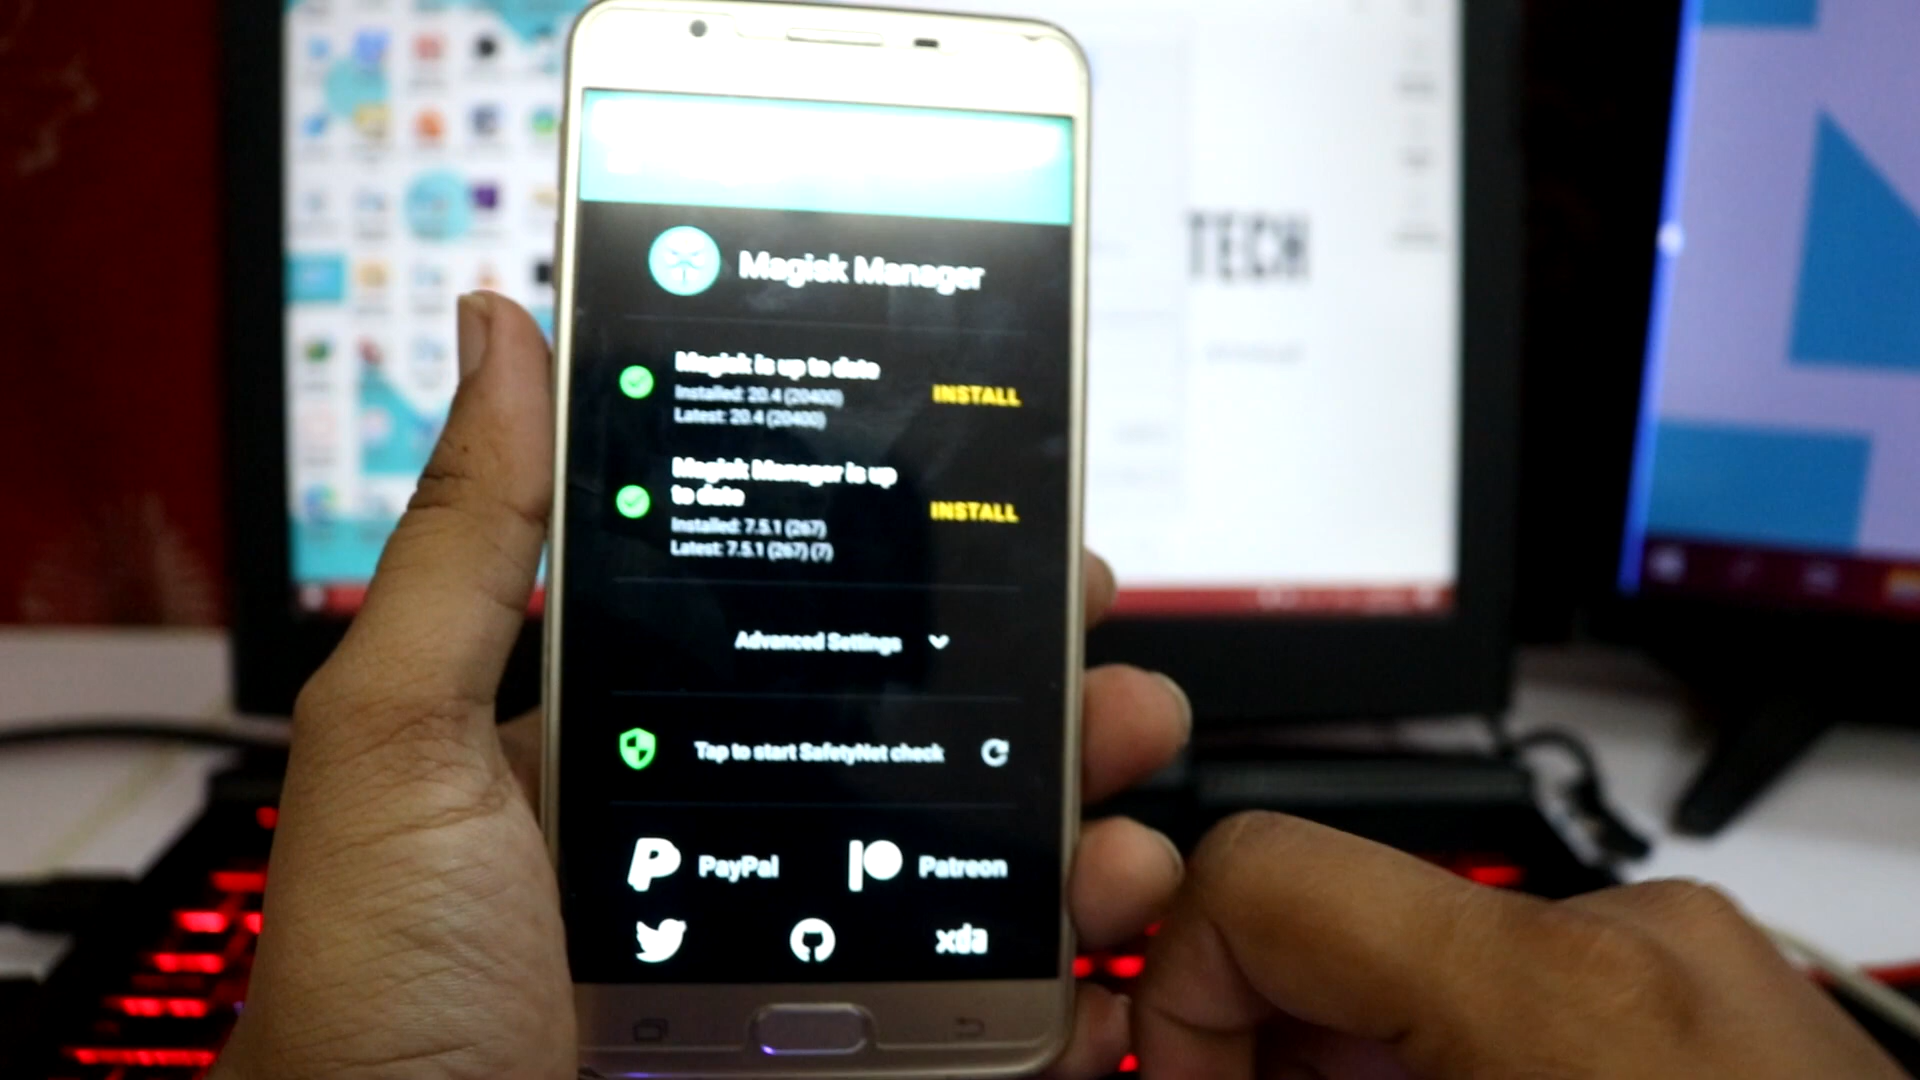 TECH
Magisk Manager
Magisk is up to date
Installed: 20.4 (20400)
Latest: 20.4 (20400)
INSTALL
Magisk Manager is up
to date
Installed: 7.5.1 (267)
Latest: 7.5.1 (267) (7)
INSTALL
Advanced Settings
Tap to start SafetyNet check
PayPal
Patreon
xda